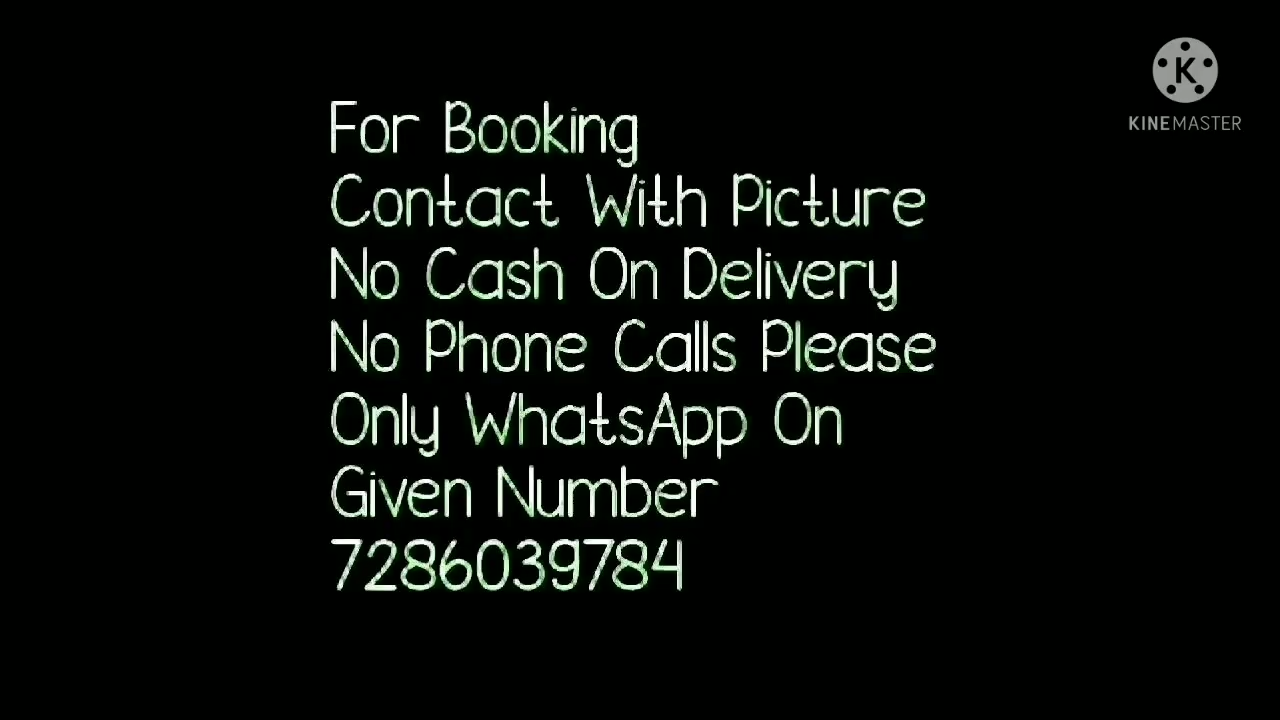 For Booking
Contact With Picture
No Cash On Delivery
No Phone Calls Please
Only WhatsApp On
Given Number
7286039784
K
KINEMASTER